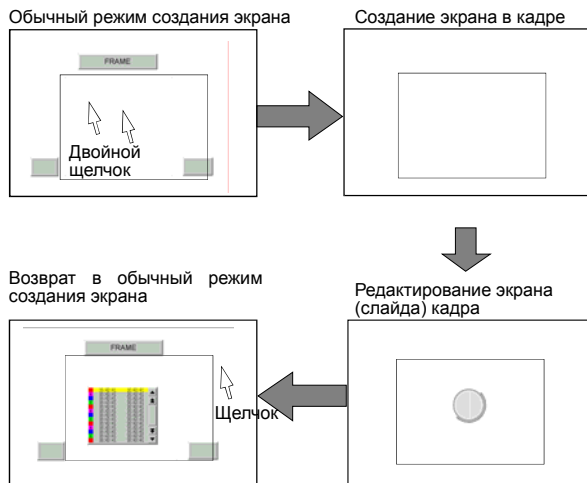 Обычный режим создания экрана
Создание экрана в кадре
FRAME
Двойной
щелчок
Возврат в обычный режим
создания экрана
Редактирование экрана
(слайда) кадра
FRAME
Щелчок